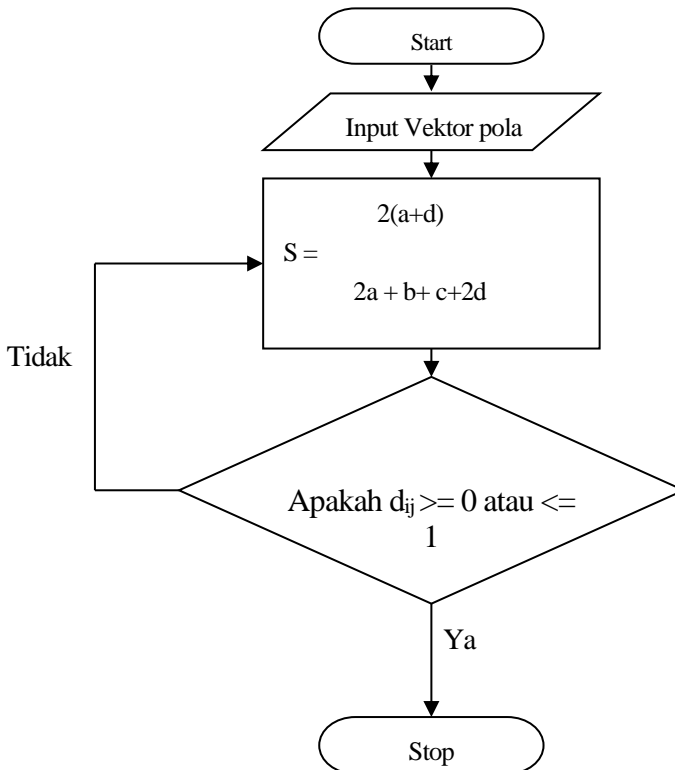 Start
Input Vektor pola
2(a+d)
S =
2a + b+ c+2d
Tidak
Apakah dij >= 0 atau <=
1
Ya
Stop